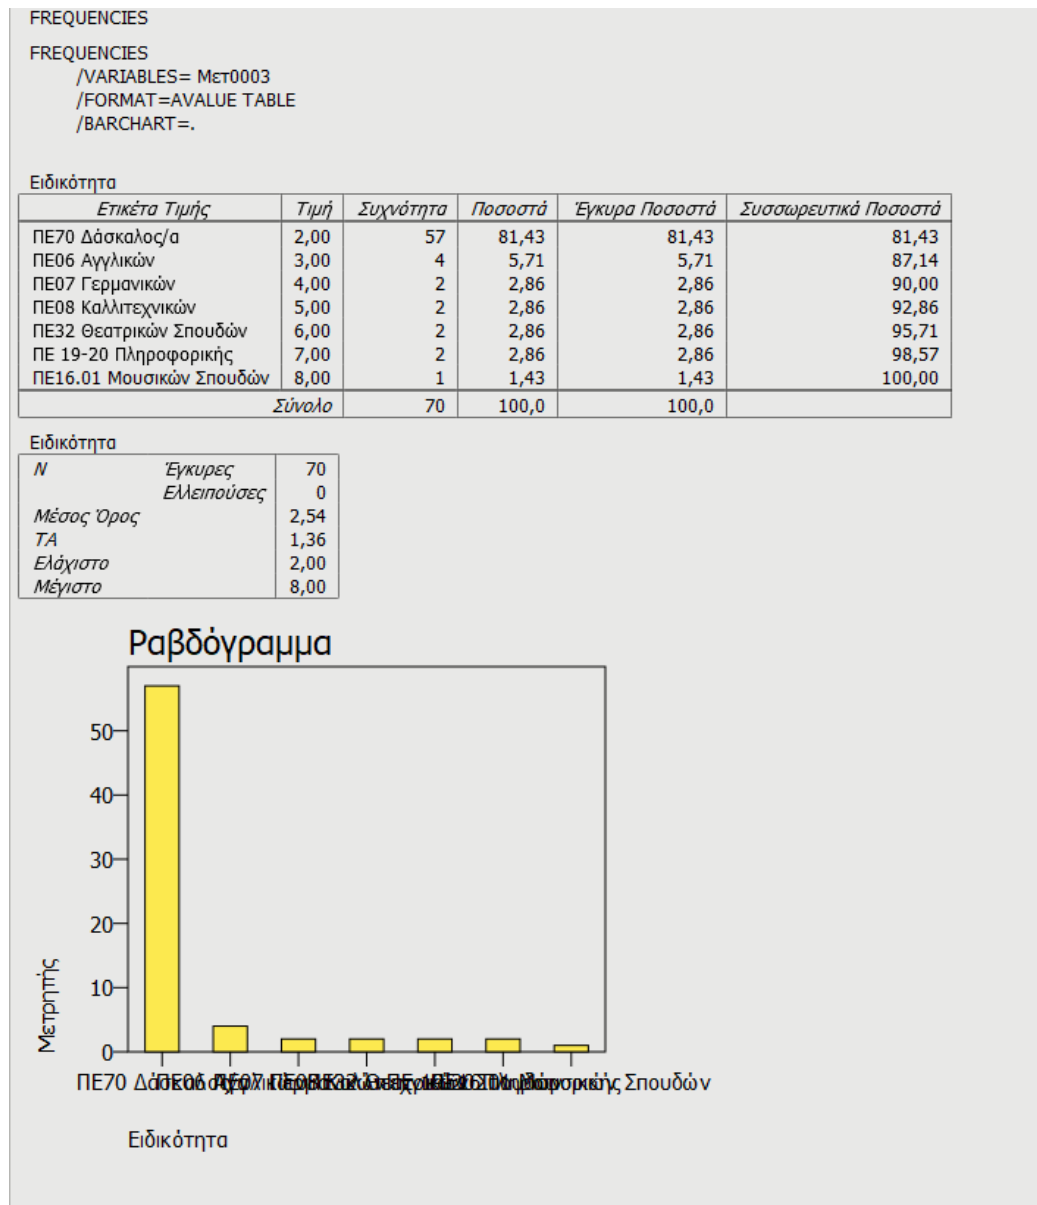 FREQUENCIES
FREQUENCIES
/VARIABLES= Μετ0003
/FORMAT=AVALUE TABLE
/BARCHART=.
Ειδικότητα
Ετικέτα Τιμής Τιμή Συχνότητα Ποσοστά Έγκυρα Ποσοστά Συσσωρευτικά Ποσοστά
ΠΕ70 Δάσκαλος/α 2,00 57 81,43 81,43 81,43
ΠΕ06 Αγγλικών 3,00 4 5,71 5,71 87,14
ΠΕ07 Γερμανικών 4,00 2 2,86 2,86 90,00
ΠΕ08 Καλλιτεχνικών 5,00 2 2,86 2,86 92,86
ΠΕ32 Θεατρικών Σπουδών 6,00 2 2,86 2,86 95,71
ΠΕ 19-20 Πληροφορικής 7,00 2 2,86 2,86 98,57
ΠΕ16.01 Μουσικών Σπουδών 8,00 1 1,43 1,43 100,00
Σύνολο 70 100,0 100,0
Ειδικότητα
N Έγκυρες 70
Ελλειπούσες 0
Μέσος Όρος 2,54
ΤΑ 1,36
Ελάχιστο 2,00
Μέγιστο 8,00
Ραβδόγραμμα
50
40
30
20
10
0
Μετρητής
ΠΕ70 Σπουδών
Ειδικότητα